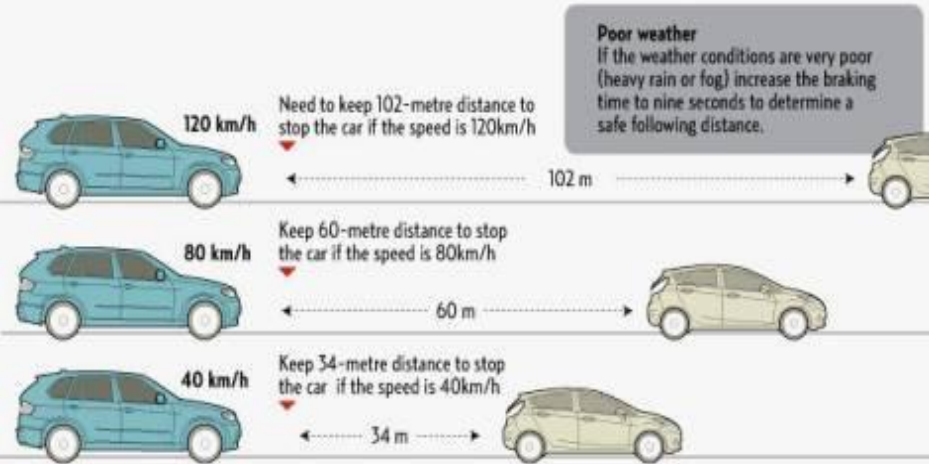 Poor weather
If the weather conditions are very poor
(heavy rain or fog) increase the braking
time to nine seconds to determine a
safe following distance.
120 km/h
Need to keep 102-metre distance to
stop the car if the speed is 120km/h
102 m
80 km/h
Keep 60-metre distance to stop
the car if the speed is 80km/h
60 m
40 km/h
Keep 34-metre distance to stop
the car if the speed is 40km/h
34 m